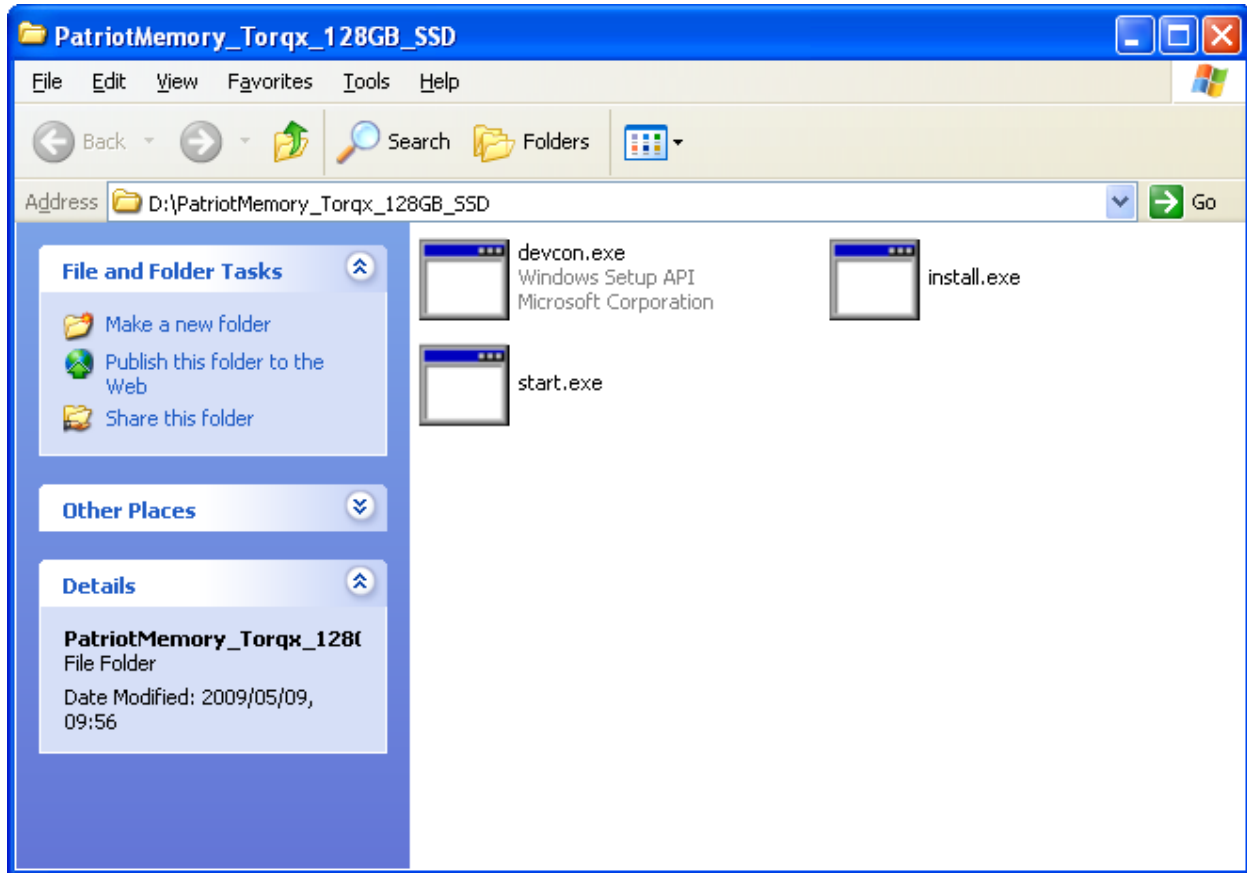 PatriotMemory_Torqx_128GB_SSD
File Edit View Favorites Tools Help
Back Search Folders
Address D:\PatriotMemory_Torqx_128GB_SSD Go
File and Folder Tasks
Make a new folder
Publish this folder to the
Web
Share this folder
Other Places
Details
PatriotMemory_Torqx_128(
File Folder
Date Modified: 2009/05/09,
09:56
devcon.exe
Windows Setup API
Microsoft Corporation
install.exe
start.exe